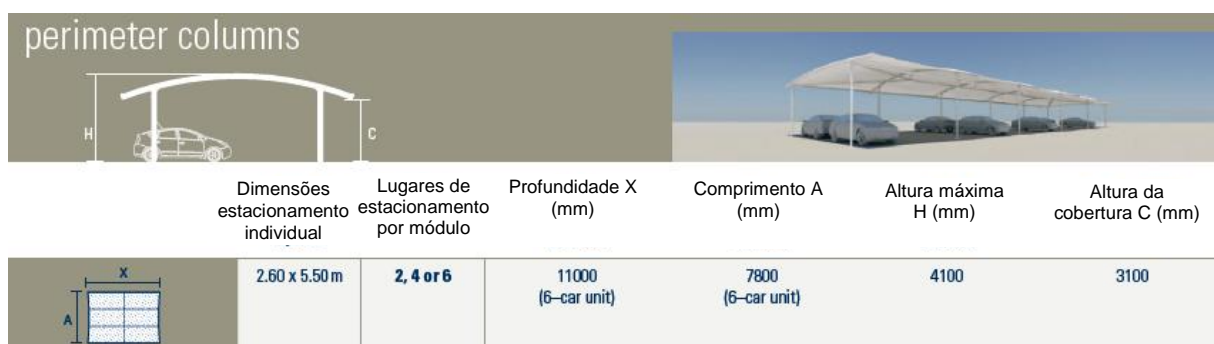 perimeter columns
H
C
Dimensões
estacionamento
individual
Lugares de
estacionamento
por módulo
Profundidade X
(mm)
Comprimento A
(mm)
Altura máxima
H (mm)
Altura da
cobertura C (mm)
X
A
2.60 x 5.50 m
2, 4 or 6
11000
(6–car unit)
7800
(6–car unit)
4100
3100